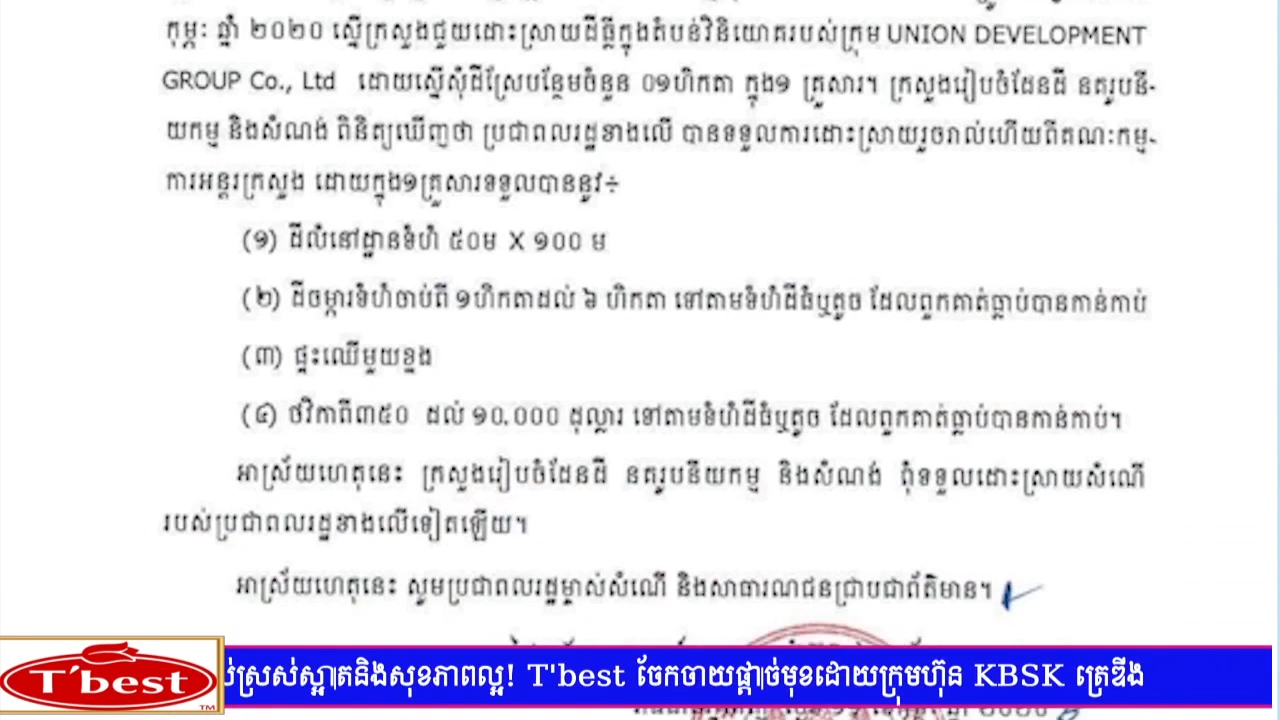 កុម្ភៈ ឆ្នាំ ២០២០ ស្នើក្រសួងជួយដោះស្រាយដីធ្លីក្នុងតំបន់វិនិយោគរបស់ក្រុម UNION DEVELOPMENT
GROUP Co., Ltd ដោយស្នើសុំដីស្រែបន្ថែមចំនួន ០១ហិកតា ក្នុង១ គ្រួសារ។ ក្រសួងរៀបចំដែនដី នគរូបនី-
យកម្ម និងសំណង់ ពិនិត្យឃើញថា ប្រជាពលរដ្ឋខាងលើ បានទទួលការដោះស្រាយរួចរាល់ហើយពីគណៈកម្ម-
ការអន្តរក្រសួង ដោយក្នុង១គ្រួសារទទួលបាននូវ÷
(១) ដីលំនៅដ្ឋានទំហំ ៥០ម X ១០០ ម
(២) ដីចម្ការទំហំចាប់ពី ១ហិកតាដល់ ៦ ហិកតា ទៅតាមទំហំដីធំឬតូច ដែលពួកគាត់ធ្លាប់បានកាន់កាប់
(៣) ផ្ទះឈើមួយខ្នង
(៤) ថវិកាពី៣៥០ ដល់ ១០.០០០ ដុល្លារ ទៅតាមទំហំដីធំឬតូច ដែលពួកគាត់ធ្លាប់បានកាន់កាប់។
អាស្រ័យហេតុនេះ ក្រសួងរៀបចំដែនដី នគរូបនីយកម្ម និងសំណង់ ពុំទទួលដោះស្រាយសំណើ
របស់ប្រជាពលរដ្ឋខាងលើទៀតឡើយ។
អាស្រ័យហេតុនេះ សូមប្រជាពលរដ្ឋម្ចាស់សំណើ និងសាធារណជនជ្រាបជាព័ត៌មាន។
T'best TM
ស្រស់ស្អាតនិងសុខភាពល្អ! T'best ចែកចាយផ្តាច់មុខដោយក្រុមហ៊ុន KBSK ត្រេឌីង